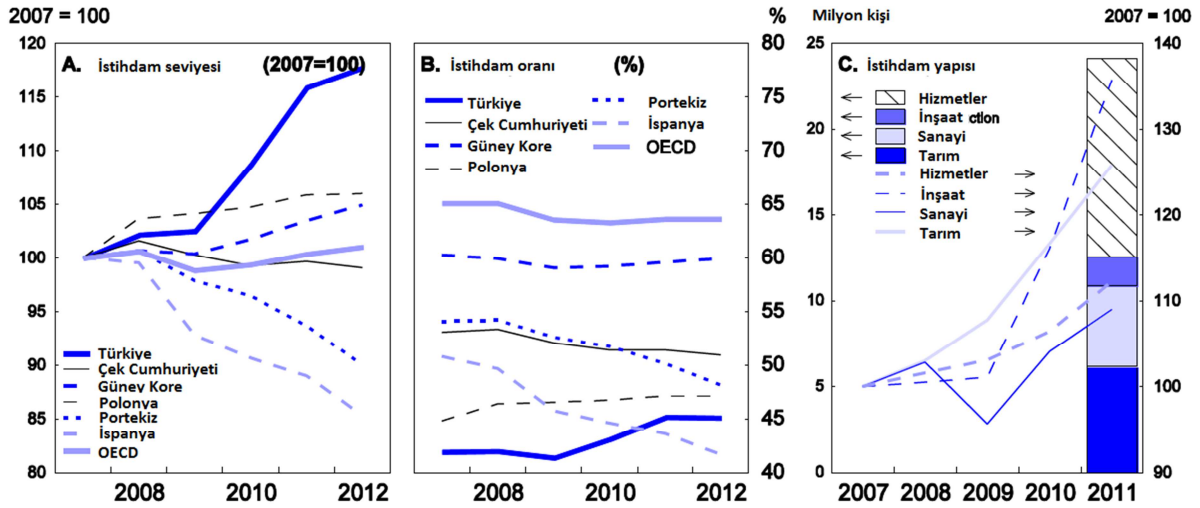 2007 = 100
%
Milyon kişi
2007 = 100
A. İstihdam seviyesi (2007=100)
120
115
110
105
100
95
90
85
80
Türkiye
Çek Cumhuriyeti
Güney Kore
Polonya
Portekiz
İspanya
OECD
2008 2010 2012
B. İstihdam oranı (%)
Türkiye
Çek Cumhuriyeti
Güney Kore
Polonya
Portekiz
İspanya
OECD
80
75
70
65
60
55
50
45
40
2008 2010 2012
C. İstihdam yapısı
25
20
15
10
5
0
← Hizmetler
← İnşaat ction
← Sanayi
← Tarım
Hizmetler →
İnşaat →
Sanayi →
Tarım →
140
130
120
110
100
90
2007 2008 2009 2010 2011